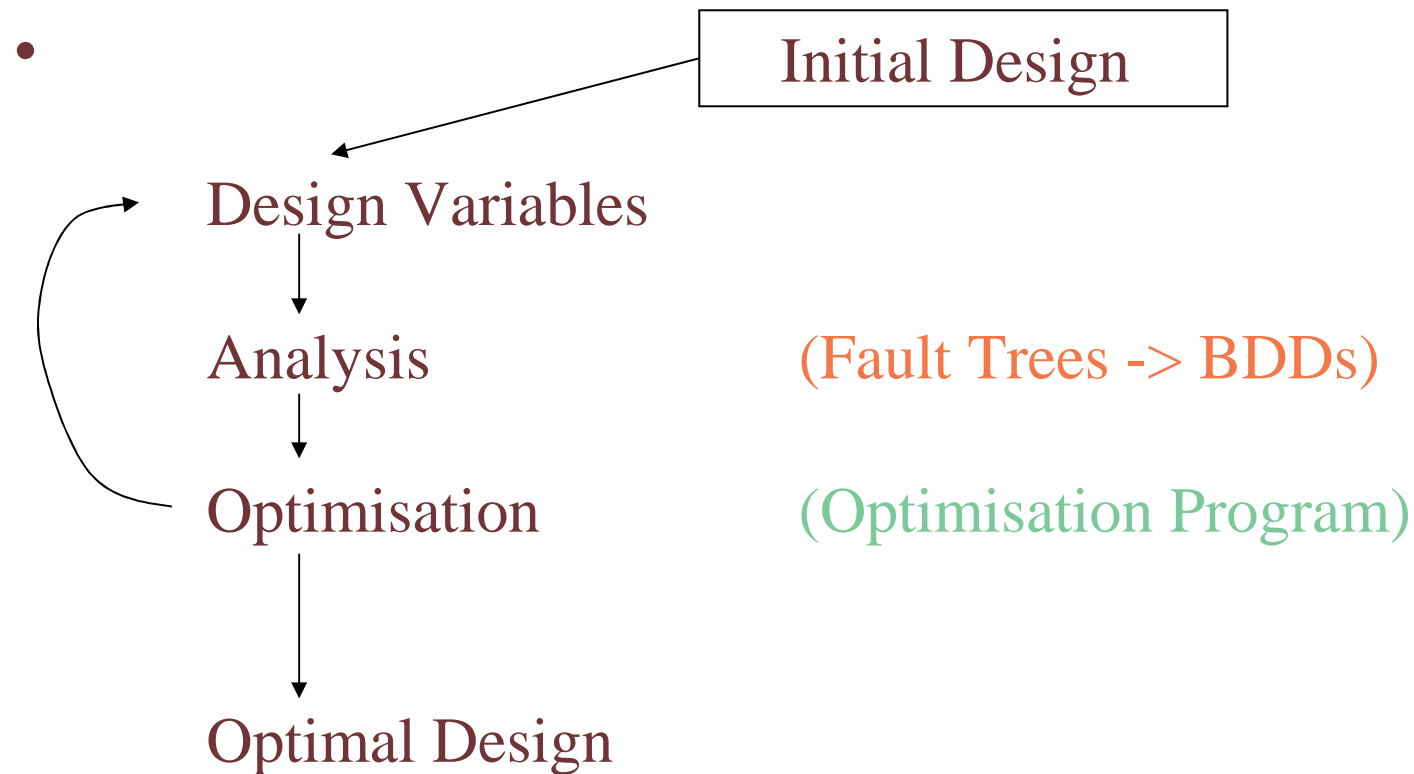 •
Initial Design
Design Variables
Analysis (Fault Trees -> BDDs)
Optimisation (Optimisation Program)
Optimal Design